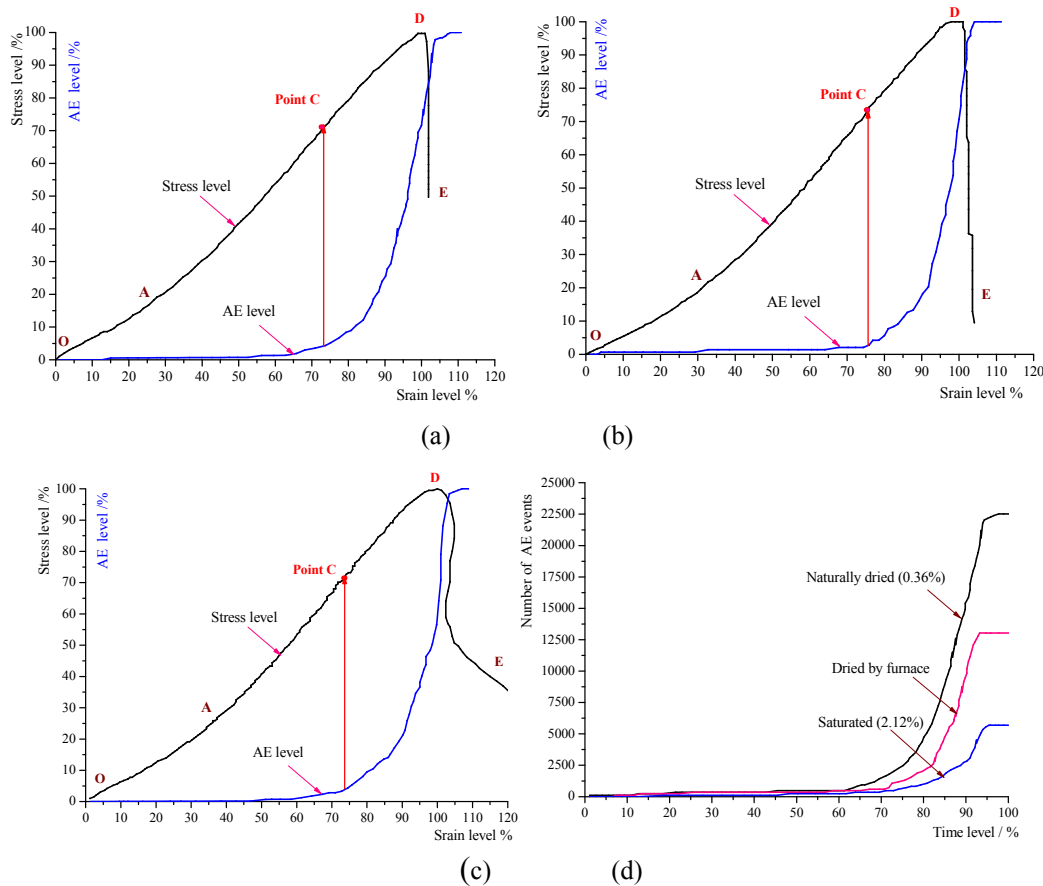 Stress level /%
AE level /%
100
90
80
70
60
50
40
30
20
10
0
D
Point C
Stress level
E
A
AE level
O
0 10 20 30 40 50 60 70 80 90 100 110 120
Srain level %
(a)
Stress level /%
AE level /%
100
90
80
70
60
50
40
30
20
10
0
D
Point C
Stress level
A
E
AE level
O
0 10 20 30 40 50 60 70 80 90 100 110 120
Srain level %
(b)
Stress level /%
AE level /%
100
90
80
70
60
50
40
30
20
10
0
D
Point C
Stress level
E
A
AE level
O
0 10 20 30 40 50 60 70 80 90 100 110 120
Srain level %
(c)
Number of AE events
25000
22500
20000
17500
15000
12500
10000
7500
5000
2500
0
Naturally dried (0.36%)
Dried by furnace
Saturated (2.12%)
0 10 20 30 40 50 60 70 80 90 100
Time level / %
(d)